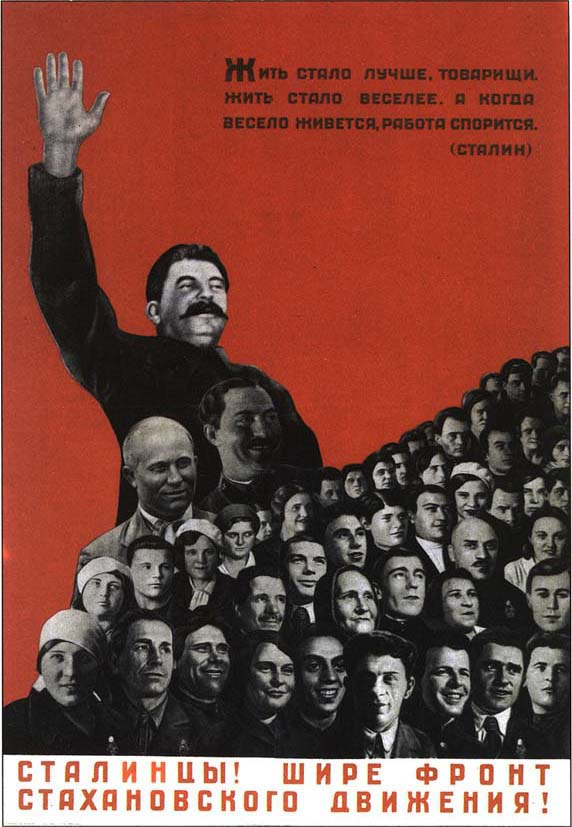 Жить стало лучше, товарищи.
жить стало веселее. а когда
весело живется, работа спорится.
(Сталин)
СТАЛИНЦЫ! ШИРЕ ФРОНТ
СТАХАНОВСКОГО ДВИЖЕНИЯ!